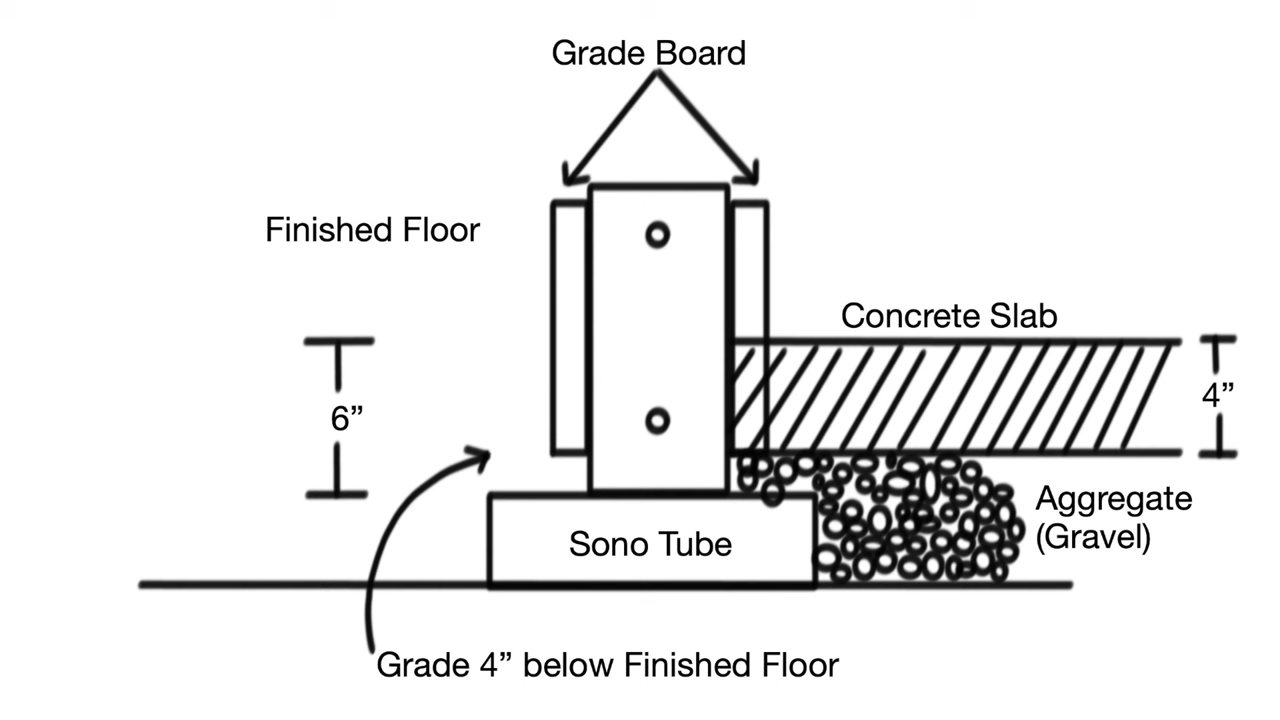 Grade Board
Finished Floor
Concrete Slab
4”
6”
Aggregate
(Gravel)
Sono Tube
Grade 4” below Finished Floor